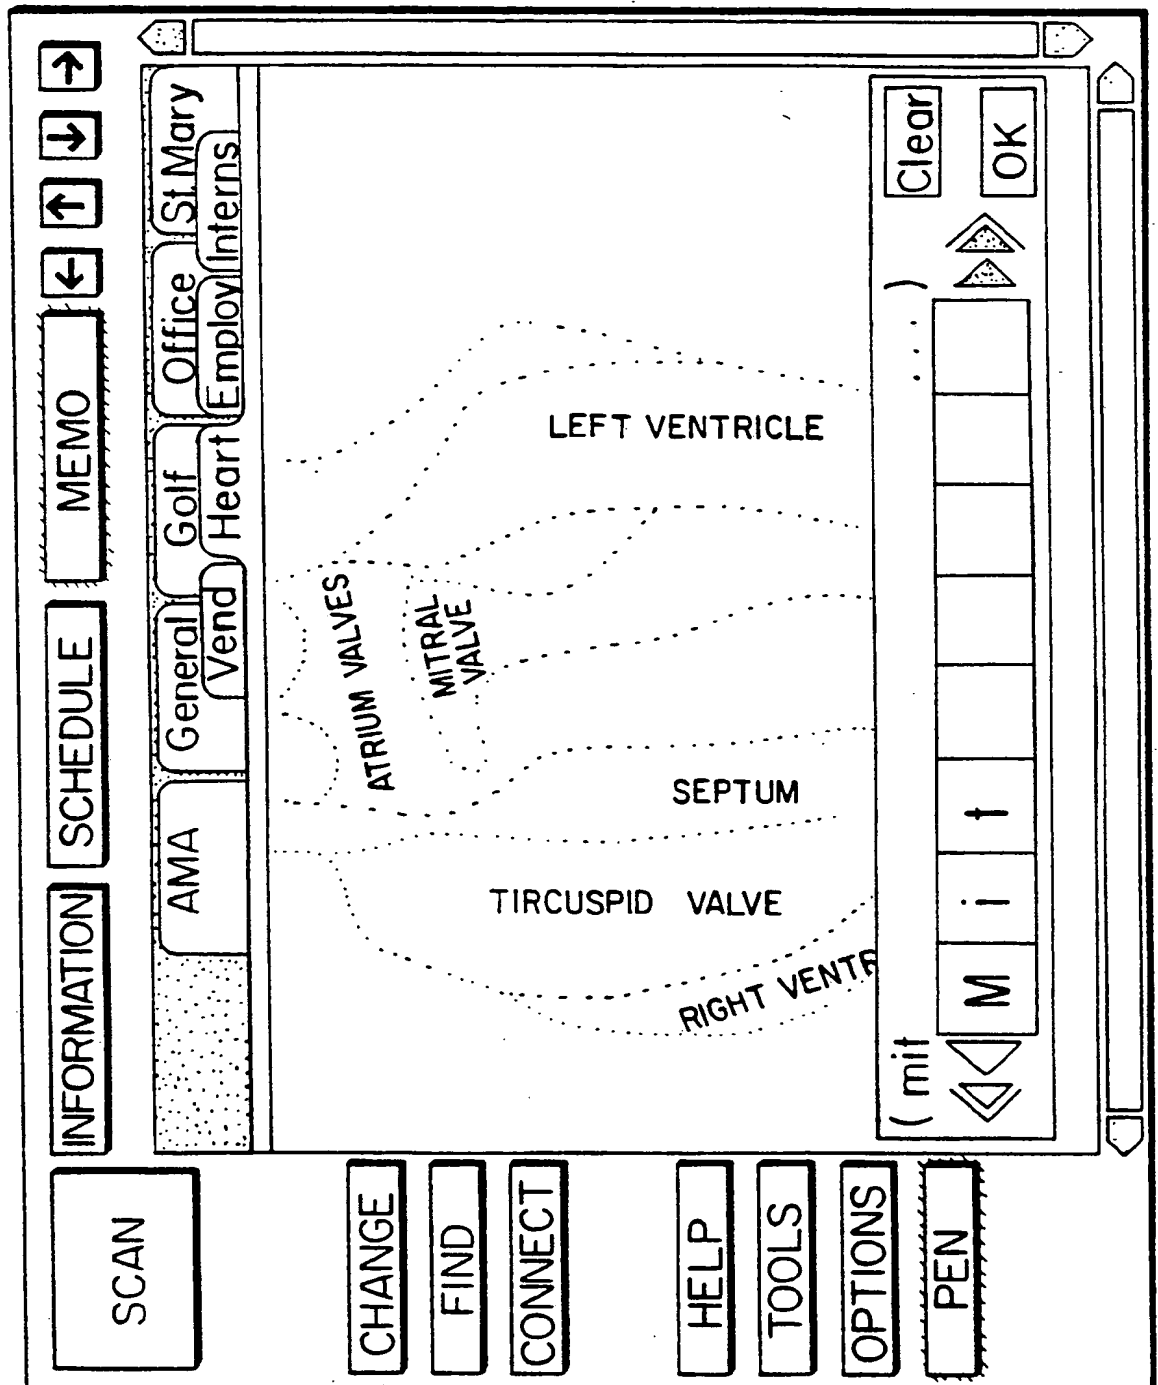 SCAN
INFORMATION
SCHEDULE
MEMO
← ↑ ↓ →
AMA
General
Golf
Office
St.Mary
Vend
Heart
Employ
Interns
CHANGE
FIND
CONNECT
HELP
TOOLS
OPTIONS
PEN
ATRIUM VALVES
MITRAL
VALVE
LEFT VENTRICLE
SEPTUM
TIRCUSPID VALVE
RIGHT VENTR
( mit ... )
Clear
M i t
OK